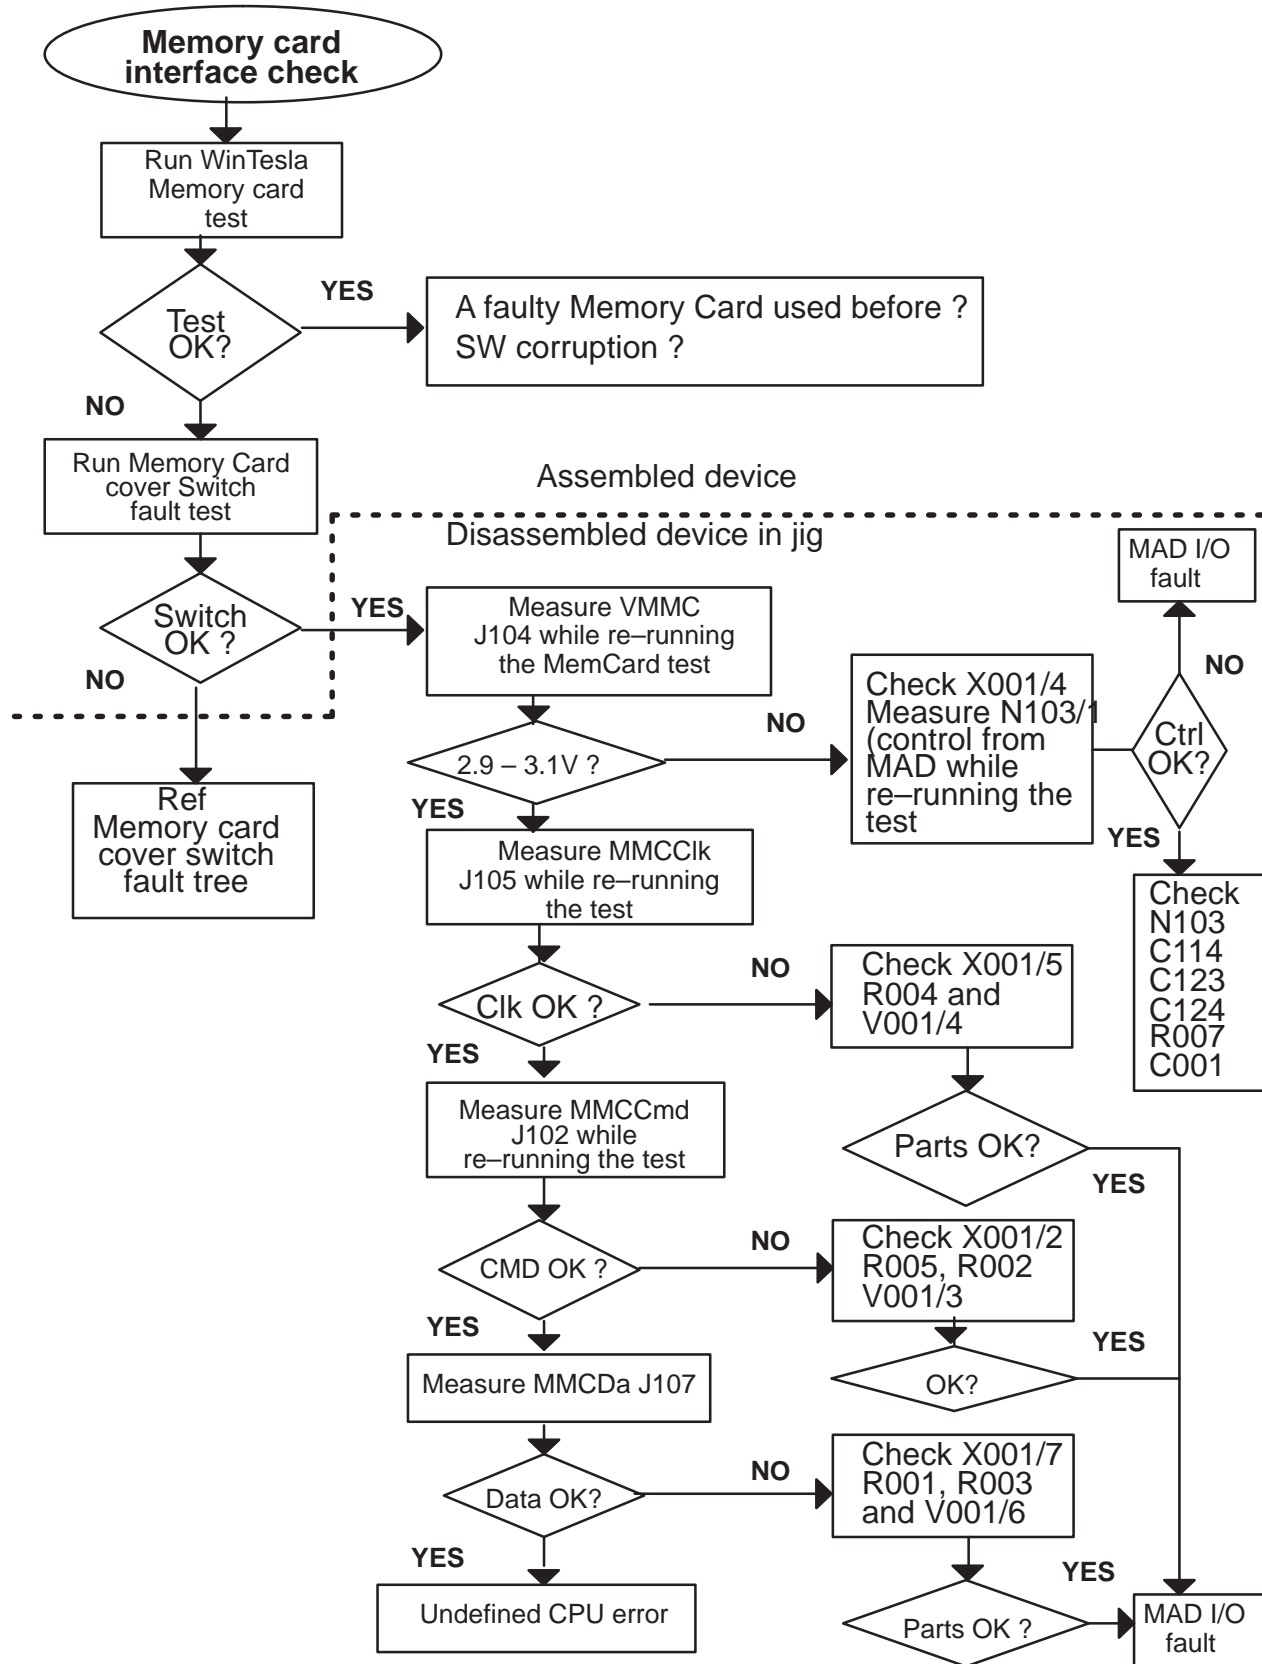 Memory card
interface check
Run WinTesla
Memory card
test
Test
OK?
YES
A faulty Memory Card used before ?
SW corruption ?
NO
Run Memory Card
cover Switch
fault test
Assembled device
Disassembled device in jig
Switch
OK ?
YES
NO
Ref
Memory card
cover switch
fault tree
Measure VMMC
J104 while re–running
the MemCard test
2.9 – 3.1V ?
NO
Check X001/4
Measure N103/1
(control from
MAD while
re–running the
test
Ctrl
OK?
NO
MAD I/O
fault
YES
Check
N103
C114
C123
C124
R007
C001
YES
Measure MMCClk
J105 while re–running
the test
Clk OK ?
NO
Check X001/5
R004 and
V001/4
Parts OK?
YES
YES
Measure MMCCmd
J102 while
re–running the test
CMD OK ?
NO
Check X001/2
R005, R002
V001/3
OK?
YES
YES
Measure MMCDa J107
Data OK?
NO
Check X001/7
R001, R003
and V001/6
Parts OK ?
YES
MAD I/O
fault
YES
Undefined CPU error